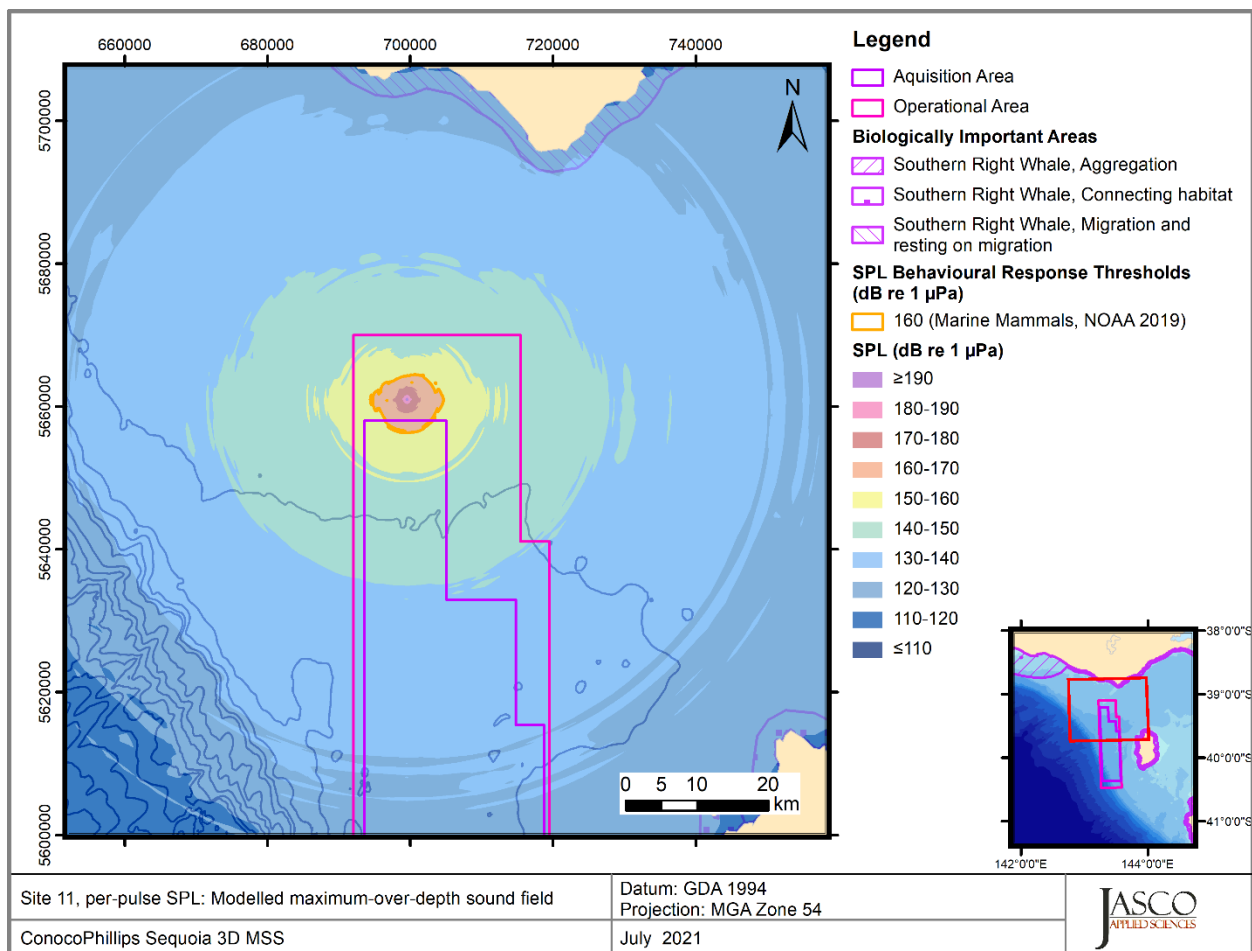 660000
680000
700000
720000
740000
5700000
5680000
5660000
5640000
5620000
5600000
N
0 5 10 20
km
Legend
Aquisition Area
Operational Area
Biologically Important Areas
Southern Right Whale, Aggregation
Southern Right Whale, Connecting habitat
Southern Right Whale, Migration and
resting on migration
SPL Behavioural Response Thresholds
(dB re 1 µPa)
160 (Marine Mammals, NOAA 2019)
SPL (dB re 1 µPa)
≥190
180-190
170-180
160-170
150-160
140-150
130-140
120-130
110-120
≤110
38°0'0"S
39°0'0"S
40°0'0"S
41°0'0"S
142°0'0"E
144°0'0"E
Site 11, per-pulse SPL: Modelled maximum-over-depth sound field
ConocoPhillips Sequoia 3D MSS
Datum: GDA 1994
Projection: MGA Zone 54
July 2021
JASCO
APPLIED SCIENCES